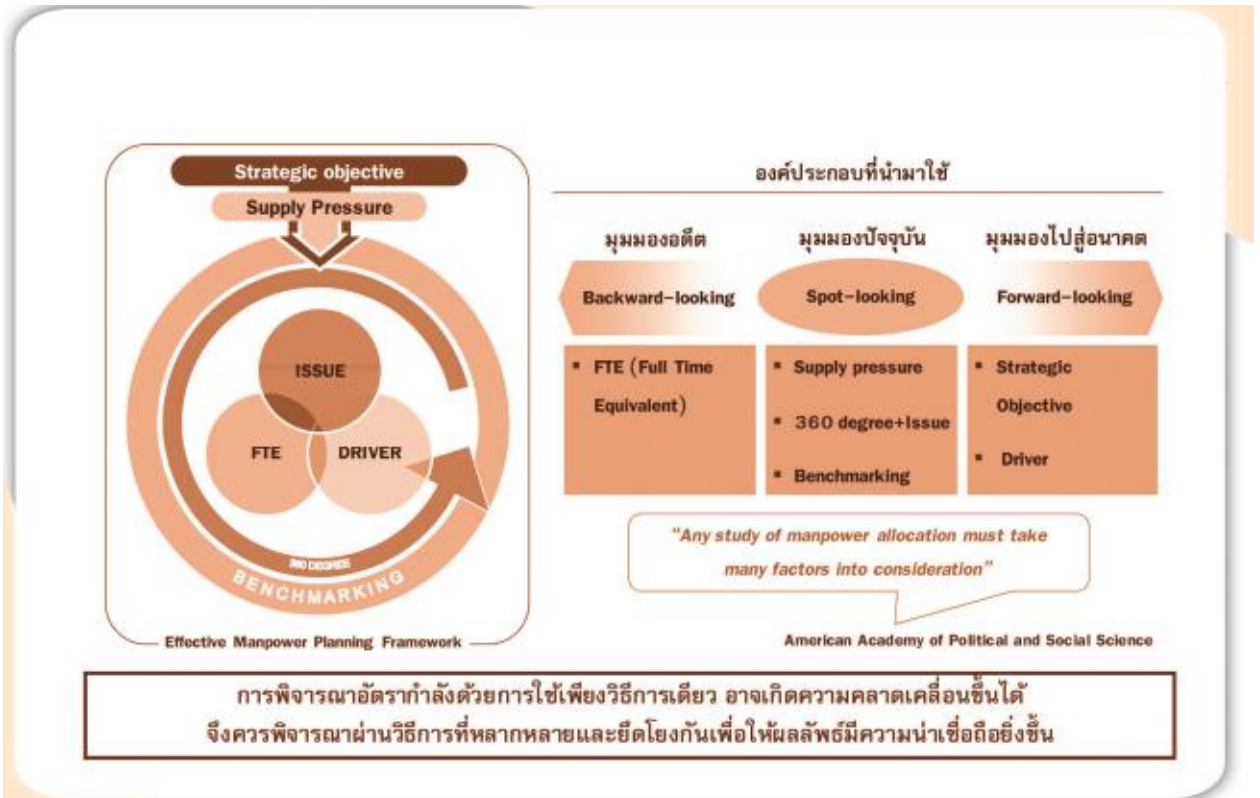 Strategic objective
Supply Pressure
ISSUE
FTE
DRIVER
360 DEGREE
BENCHMARKING
Effective Manpower Planning Framework
องค์ประกอบที่นำมาใช้
มุมมองอดีต
มุมมองปัจจุบัน
มุมมองไปสู่อนาคต
Backward-looking
Spot-looking
Forward-looking
▪ FTE (Full Time
Equivalent)
▪ Supply pressure
▪ 360 degree+Issue
▪ Benchmarking
▪ Strategic
Objective
▪ Driver
"Any study of manpower allocation must take
many factors into consideration"
American Academy of Political and Social Science
การพิจารณาอัตรากำลังด้วยการใช้เพียงวิธีการเดียว อาจเกิดความคลาดเคลื่อนขึ้นได้
จึงควรพิจารณาผ่านวิธีการที่หลากหลายและยึดโยงกันเพื่อให้ผลลัพธ์มีความน่าเชื่อถือยิ่งขึ้น